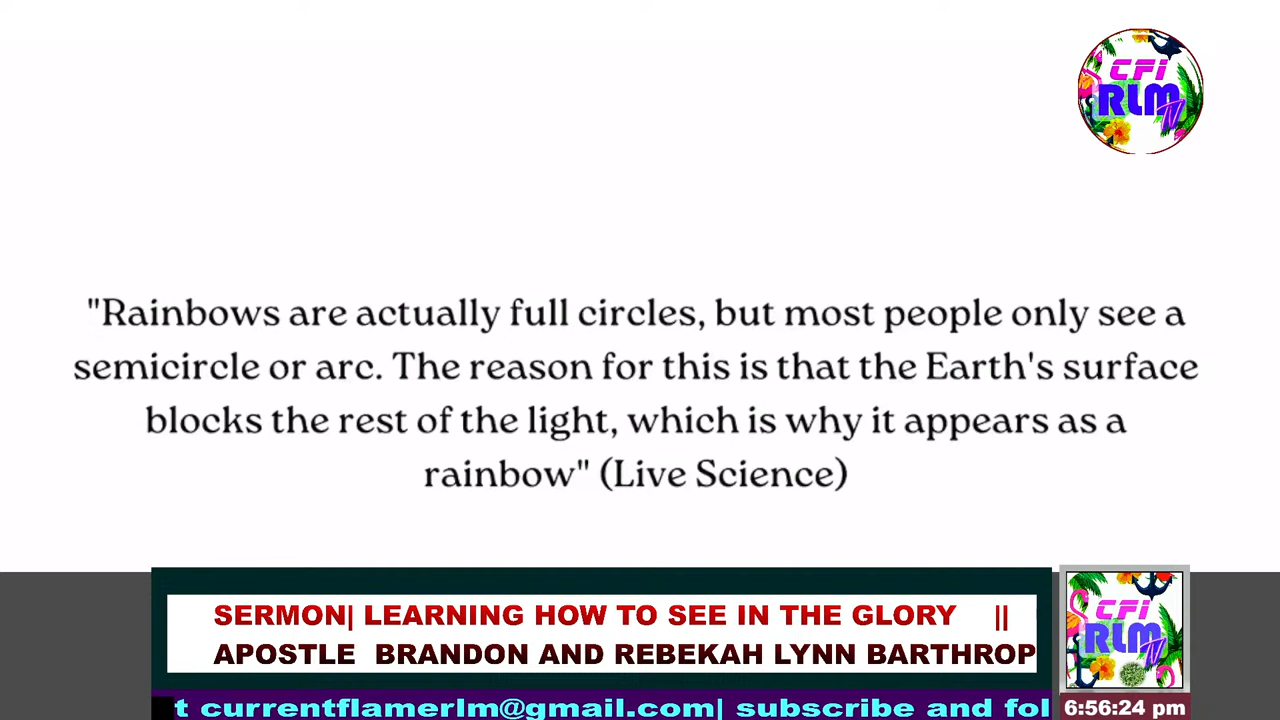 CFI
RLM
TV
"Rainbows are actually full circles, but most people only see a
semicircle or arc. The reason for this is that the Earth's surface
blocks the rest of the light, which is why it appears as a
rainbow" (Live Science)
SERMON| LEARNING HOW TO SEE IN THE GLORY ||
APOSTLE BRANDON AND REBEKAH LYNN BARTHROP
CFI
RLM
TV
t currentflamerlm@gmail.com| subscribe and fol
6:56:24 pm